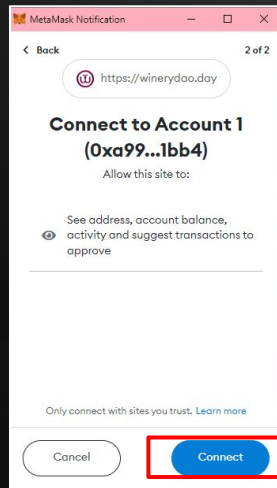 MetaMask Notification
< Back 2 of 2
https://winerydao.day
Connect to Account 1
(0xa99...1bb4)
Allow this site to:
See address, account balance,
activity and suggest transactions to
approve
Only connect with sites you trust. Learn more
Cancel Connect